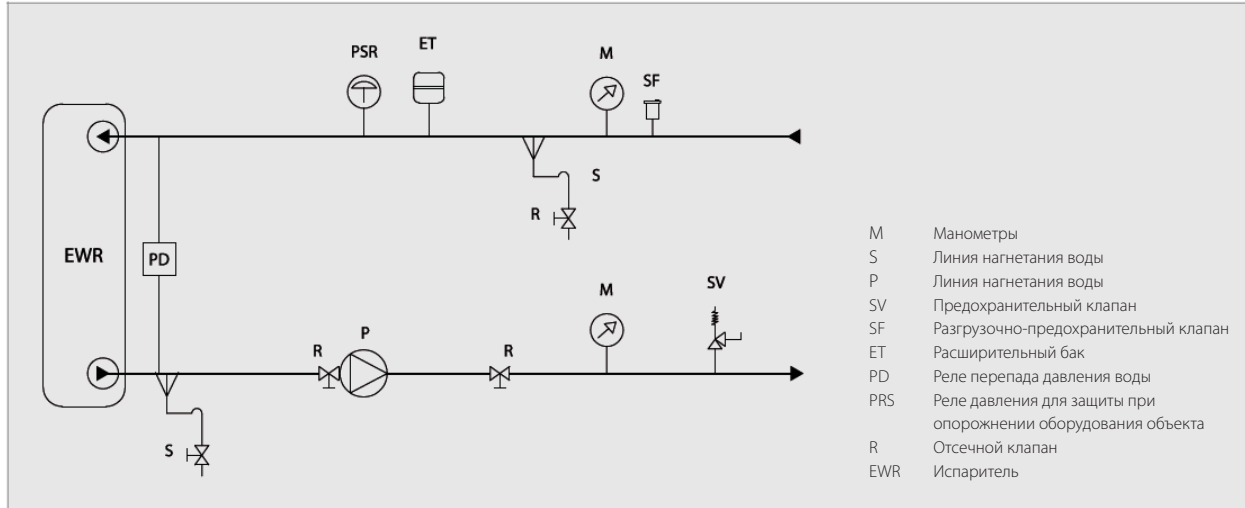 PSR
ET
M
SF
S
R
EWR
PD
M
SV
P
R
R
S
M Манометры
S Линия нагнетания воды
P Линия нагнетания воды
SV Предохранительный клапан
SF Разгрузочно-предохранительный клапан
ET Расширительный бак
PD Реле перепада давления воды
PRS Реле давления для защиты при
опорожнении оборудования объекта
R Отсечной клапан
EWR Испаритель